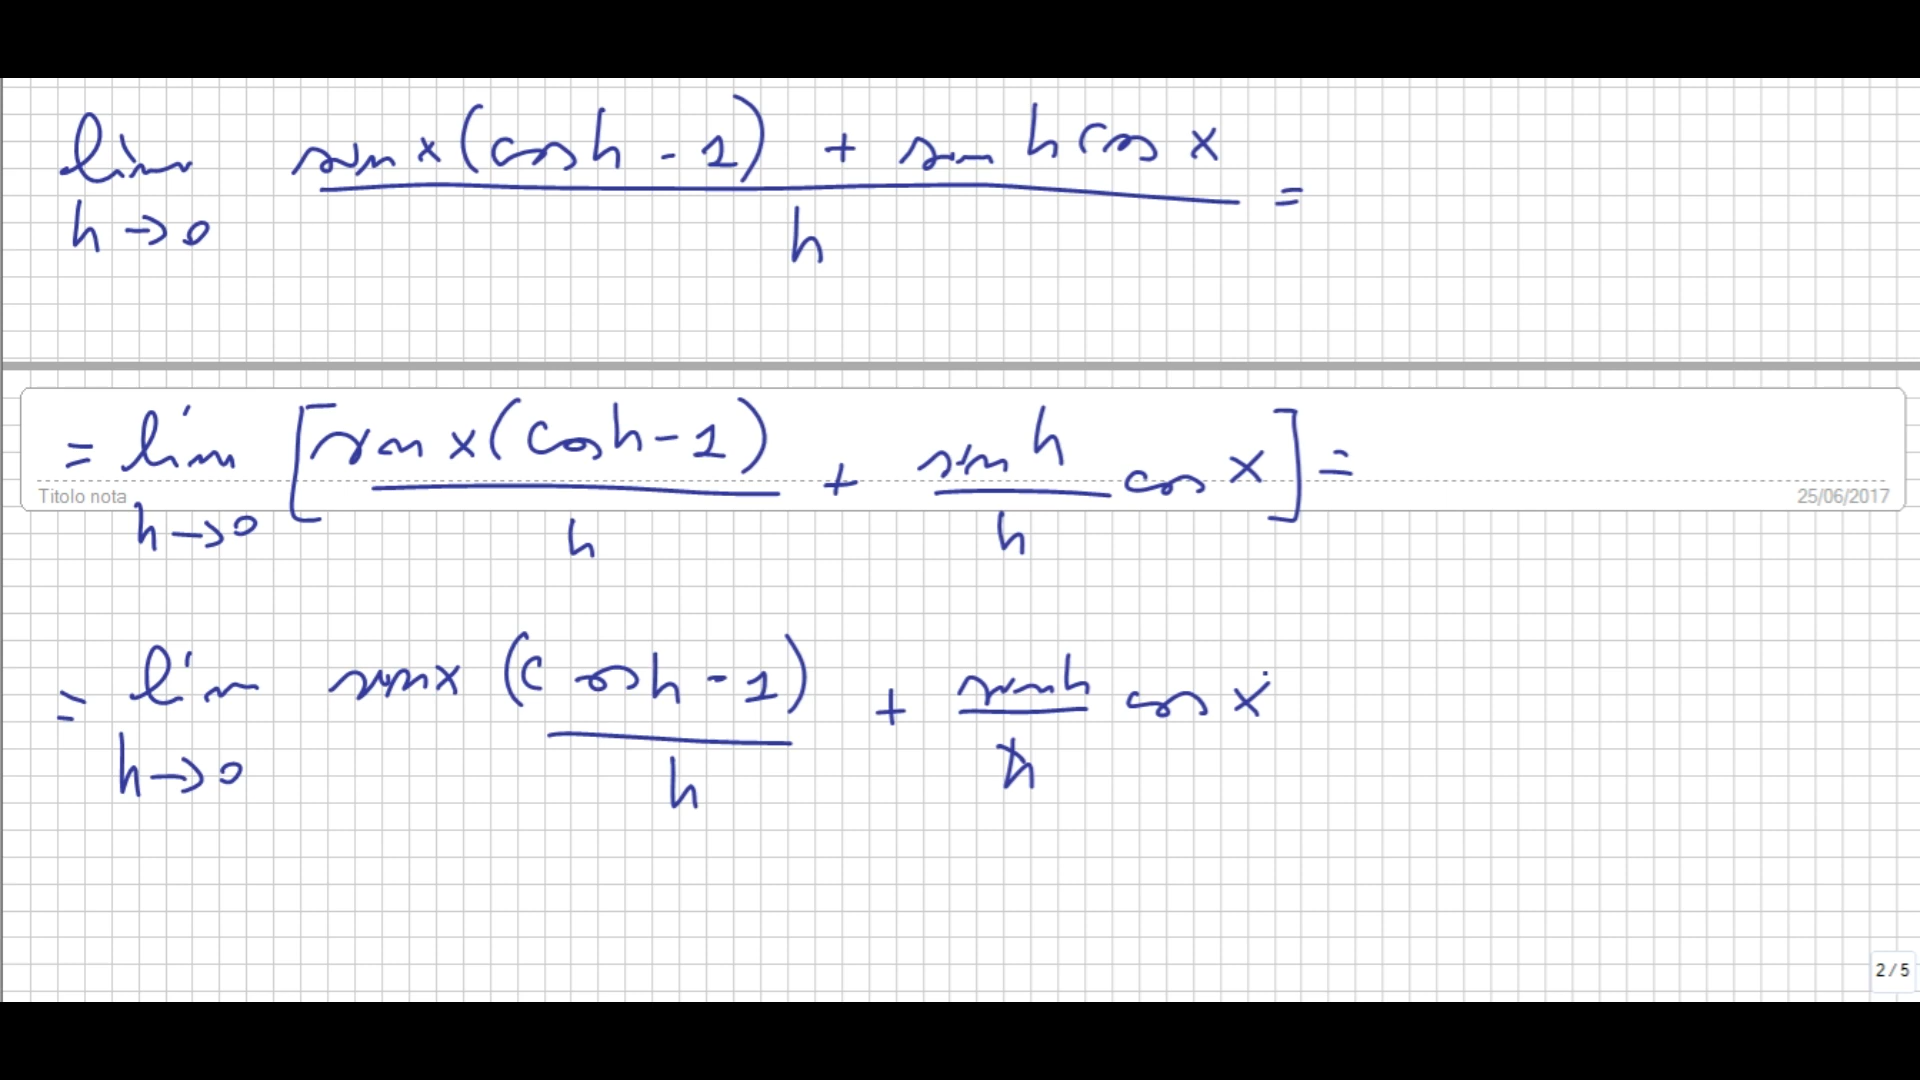 lim h→0 (sin x (cos h - 1) + sin h cos x) / h =
= lim h→0 [ sin x (cos h - 1) / h + sin h / h cos x ] =
Titolo nota 25/06/2017
= lim h→0 sin x (cos h - 1) / h + sin h / h cos x
2 / 5